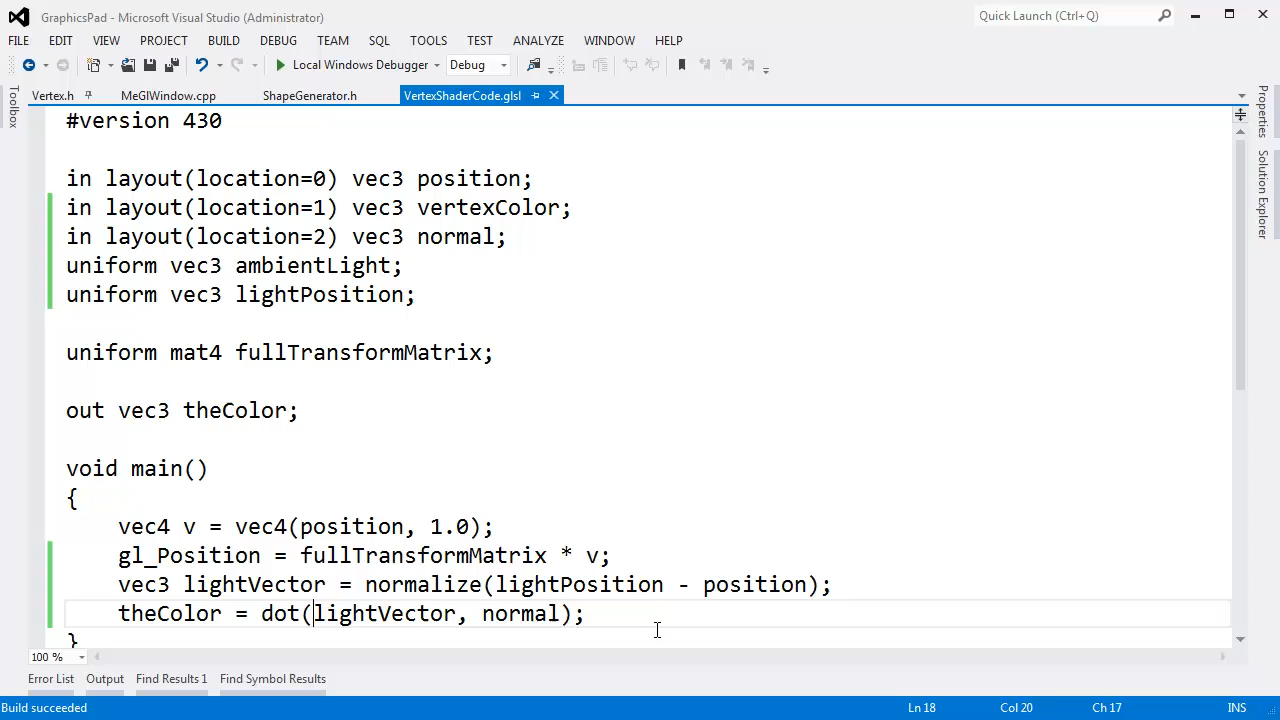 GraphicsPad - Microsoft Visual Studio (Administrator)
Quick Launch (Ctrl+Q)
FILE EDIT VIEW PROJECT BUILD DEBUG TEAM SQL TOOLS TEST ANALYZE WINDOW HELP
Local Windows Debugger Debug
Toolbox
Vertex.h MeGlWindow.cpp ShapeGenerator.h VertexShaderCode.glsl
Properties
Solution Explorer
#version 430
in layout(location=0) vec3 position;
in layout(location=1) vec3 vertexColor;
in layout(location=2) vec3 normal;
uniform vec3 ambientLight;
uniform vec3 lightPosition;
uniform mat4 fullTransformMatrix;
out vec3 theColor;
void main()
{
vec4 v = vec4(position, 1.0);
gl_Position = fullTransformMatrix * v;
vec3 lightVector = normalize(lightPosition - position);
theColor = dot(lightVector, normal);
}
100 %
Error List Output Find Results 1 Find Symbol Results
Build succeeded Ln 18 Col 20 Ch 17 INS